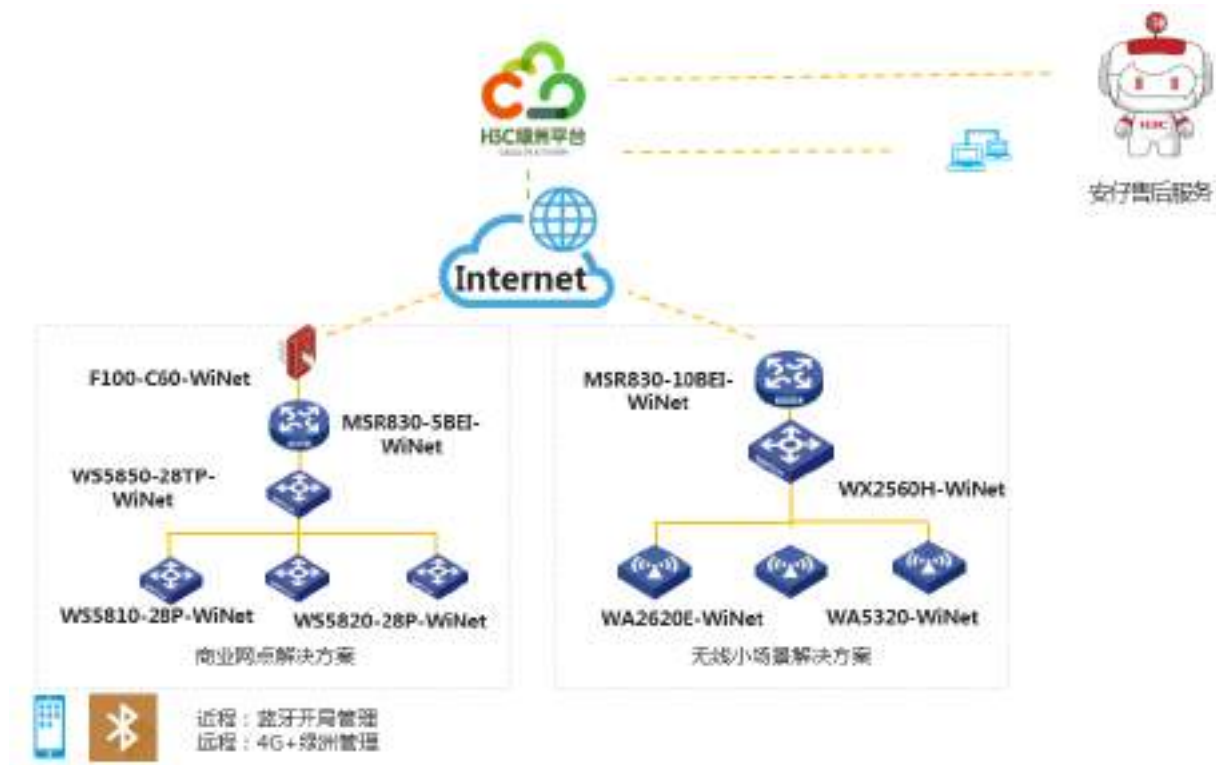 H3C绿洲平台
安仔售后服务
H3C
Internet
F100-C60-WiNet
MSR830-5BEI-
WiNet
WS5850-28TP-
WiNet
WS5810-28P-WiNet
WS5820-28P-WiNet
商业网点解决方案
MSR830-10BEI-
WiNet
WX2560H-WiNet
WA2620E-WiNet
WA5320-WiNet
无线小场景解决方案
近程：蓝牙开局管理
远程：4G+绿洲管理